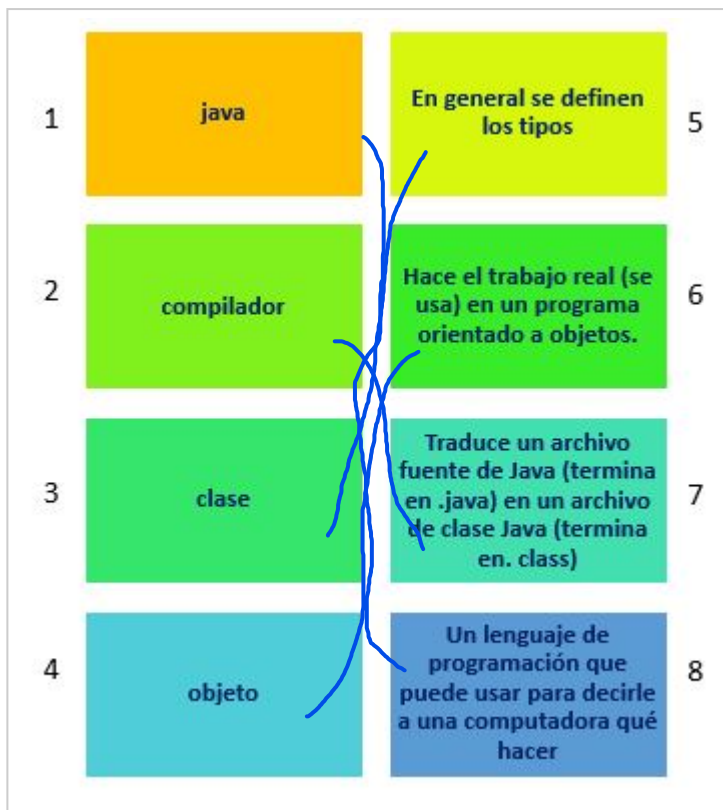 1
java
En general se definen
los tipos
5
2
compilador
Hace el trabajo real (se
usa) en un programa
orientado a objetos.
6
3
clase
Traduce un archivo
fuente de Java (termina
en .java) en un archivo
de clase Java (termina
en. class)
7
4
objeto
Un lenguaje de
programación que
puede usar para decirle
a una computadora qué
hacer
8